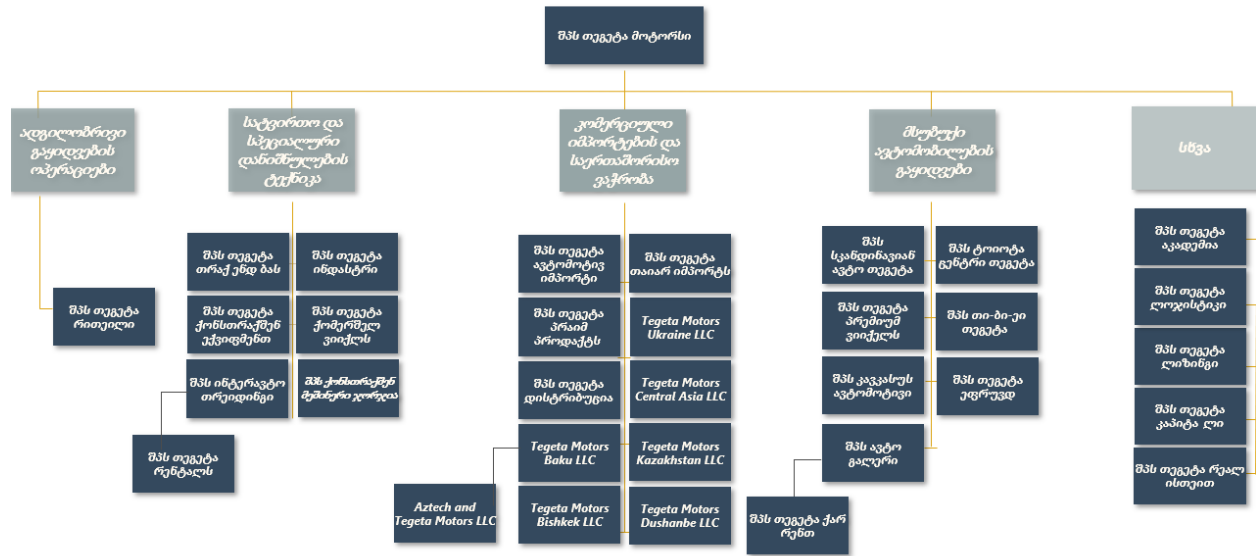 შპს თეგეტა მოტორსი
ადგილობრივი
გაყიდვების
ოპერაციები
სატვირთო და
სპეციალური
დანიშნულების
ტექნიკა
კომერციული
იმპორტების და
საერთაშორისო
ვაჭრობა
მსუბუქი
ავტომობილების
გაყიდვები
სხვა
შპს თეგეტა
რითეილი
შპს თეგეტა
თრაქ ენდ ბას
შპს თეგეტა
ინდასტრი
შპს თეგეტა
ქონსთრაქშენ
ექვიფმენთ
შპს თეგეტა
ქომერშელ
ვიიქლს
შპს ინტერავტო
თრეიდინგი
შპს ქონსთრაქშენ
მეშინერი ჯორჯია
შპს თეგეტა
რენტალს
შპს თეგეტა
ავტომოტივ
იმპორტი
შპს თეგეტა
თაიარ იმპორტს
შპს თეგეტა
პრაიმ
პროდაქტს
Tegeta Motors
Ukraine LLC
შპს თეგეტა
დისტრიბუცია
Tegeta Motors
Central Asia LLC
Tegeta Motors
Baku LLC
Tegeta Motors
Kazakhstan LLC
Aztech and
Tegeta Motors LLC
Tegeta Motors
Bishkek LLC
Tegeta Motors
Dushanbe LLC
შპს
სკანდინავიან
ავტო თეგეტა
შპს ტოიოტა
ცენტრი თეგეტა
შპს თეგეტა
პრემიუმ
ვიიქელს
შპს თი-ბი-ეი
თეგეტა
შპს კავკასუს
ავტომოტივი
შპს თეგეტა
ეფრუვდ
შპს ავტო
გალერი
შპს თეგეტა ქარ
რენთ
შპს თეგეტა
აკადემია
შპს თეგეტა
ლოჯისტიკი
შპს თეგეტა
ლიზინგი
შპს თეგეტა
კაპიტა ლი
შპს თეგეტა რეალ
ისთეით